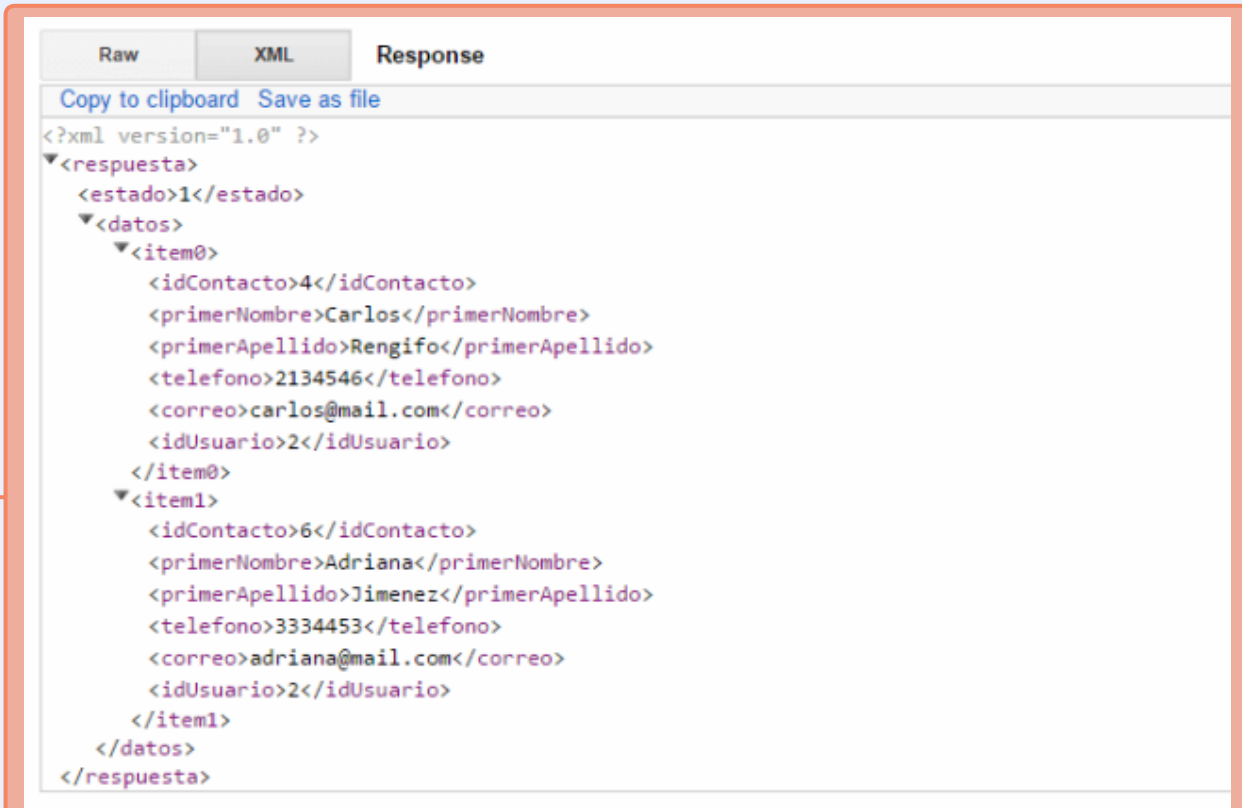 Raw XML Response
Copy to clipboard Save as file
<?xml version="1.0" ?>
<respuesta>
<estado>1</estado>
<datos>
<item0>
<idContacto>4</idContacto>
<primerNombre>Carlos</primerNombre>
<primerApellido>Rengifo</primerApellido>
<telefono>2134546</telefono>
<correo>carlos@mail.com</correo>
<idUsuario>2</idUsuario>
</item0>
<item1>
<idContacto>6</idContacto>
<primerNombre>Adriana</primerNombre>
<primerApellido>Jimenez</primerApellido>
<telefono>3334453</telefono>
<correo>adriana@mail.com</correo>
<idUsuario>2</idUsuario>
</item1>
</datos>
</respuesta>